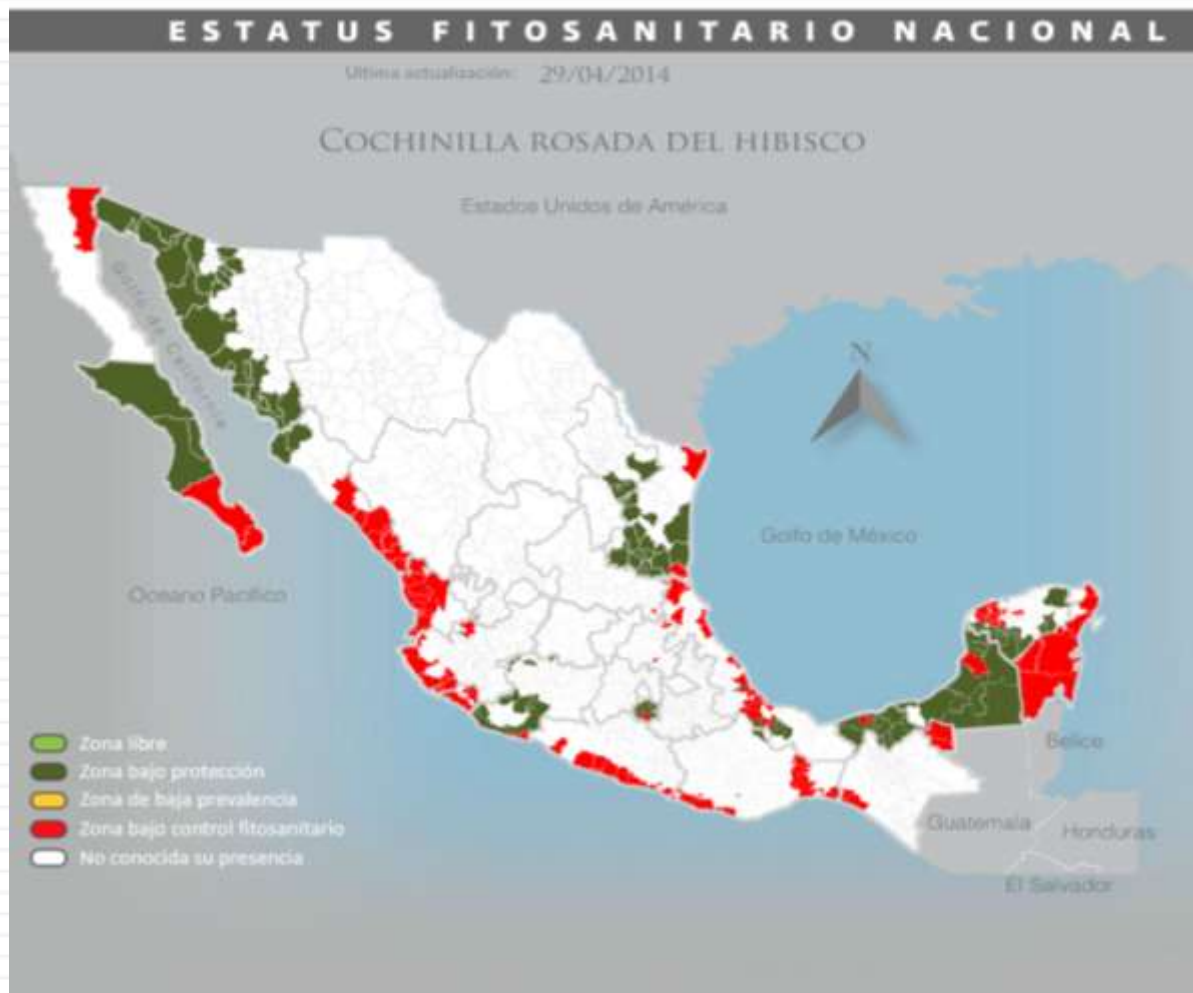 ESTATUS FITOSANITARIO NACIONAL
Ultima actualización: 29/04/2014
COCHINILLA ROSADA DEL HIBISCO
Estados Unidos de América
Golfo de California
N
Golfo de México
Oceano Pacífico
Zona libre
Zona bajo protección
Zona de baja prevalencia
Zona bajo control fitosanitario
No conocida su presencia
Belice
Guatemala
Honduras
El Salvador